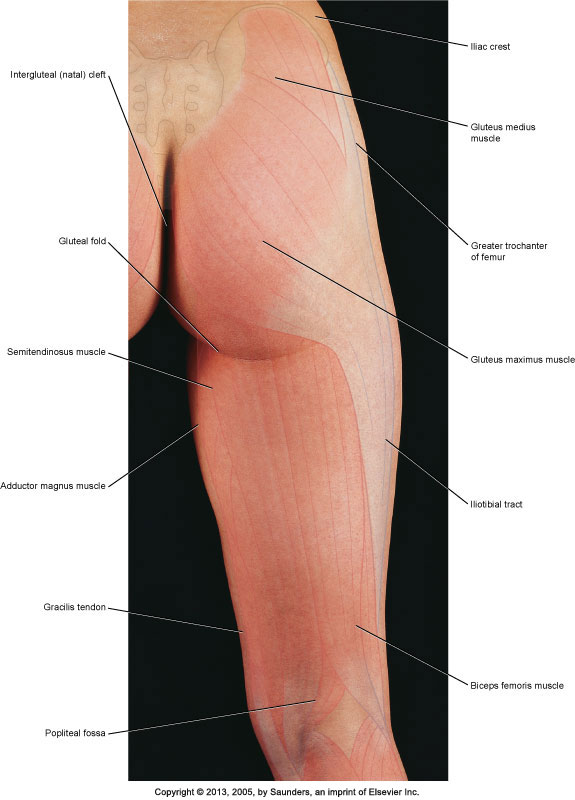 Iliac crest
Intergluteal (natal) cleft
Gluteus medius
muscle
Gluteal fold
Greater trochanter
of femur
Semitendinosus muscle
Gluteus maximus muscle
Adductor magnus muscle
Iliotibial tract
Gracilis tendon
Biceps femoris muscle
Popliteal fossa
Copyright © 2013, 2005, by Saunders, an imprint of Elsevier Inc.